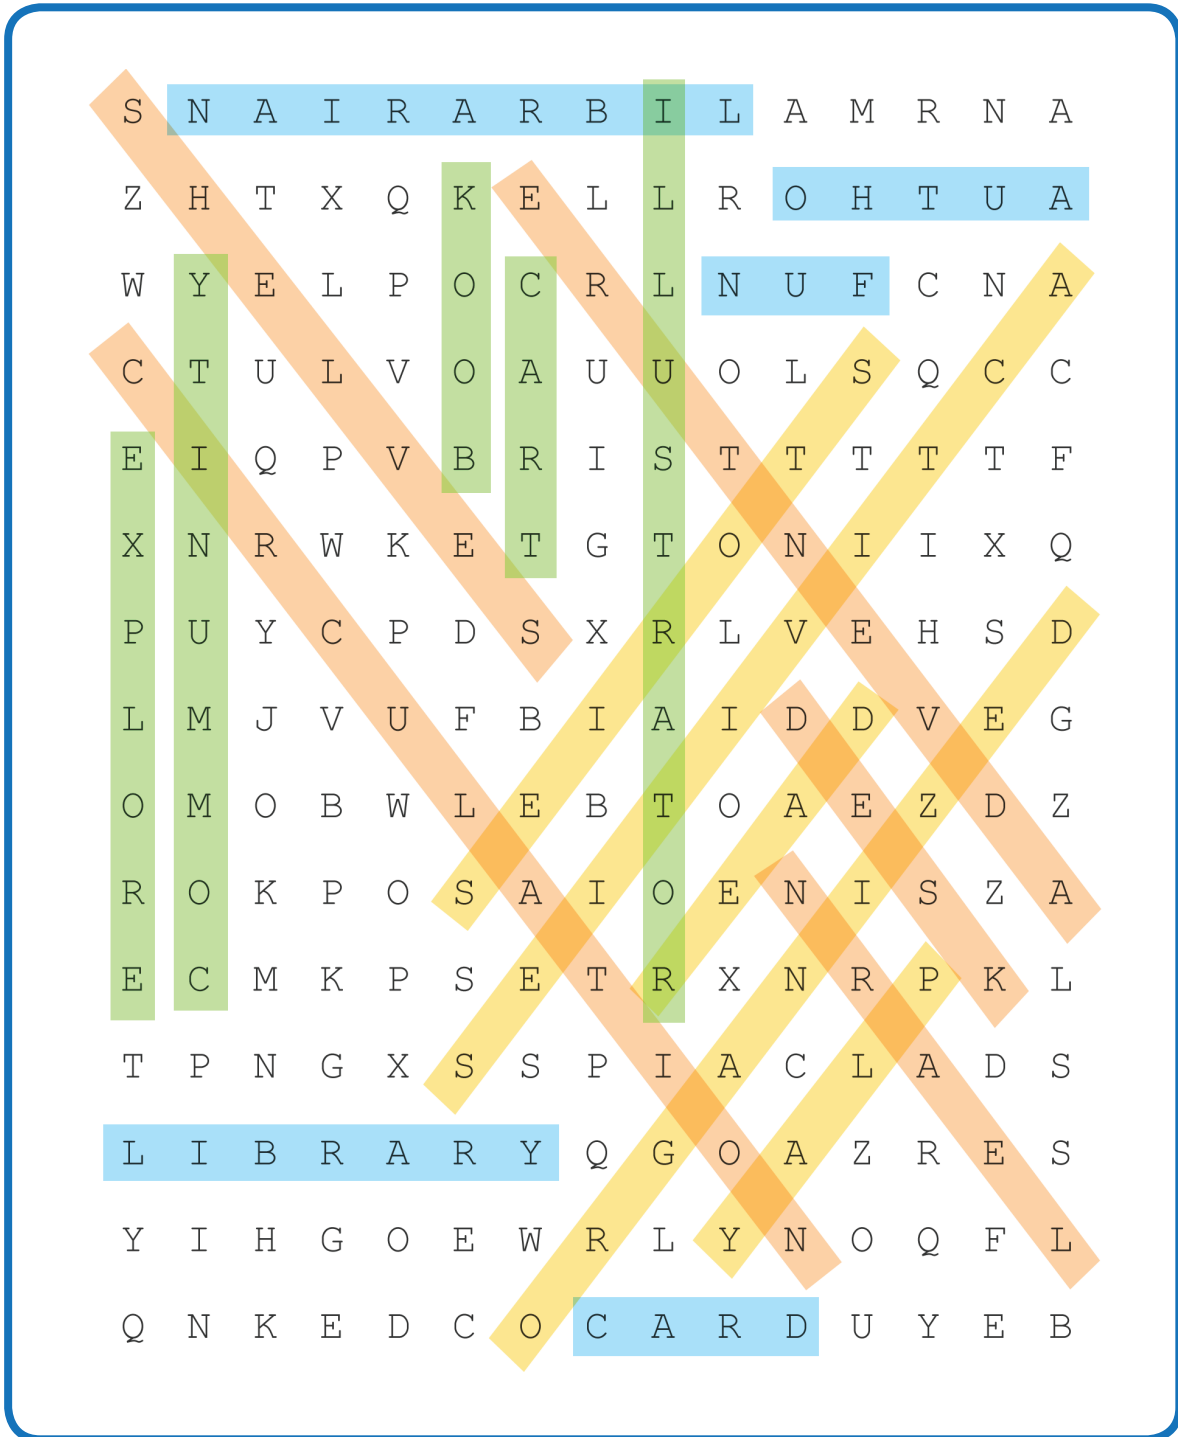 S N A I R A R B I L A M R N A
Z H T X Q K E L L R O H T U A
W Y E L P O C R L N U F C N A
C T U L V O A U U O L S Q C C
E I Q P V B R I S T T T T T F
X N R W K E T G T O N I I X Q
P U Y C P D S X R L V E H S D
L M J V U F B I A I D D V E G
O M O B W L E B T O A E Z D Z
R O K P O S A I O E N I S Z A
E C M K P S E T R X N R P K L
T P N G X S S P I A C L A D S
L I B R A R Y Q G O A Z R E S
Y I H G O E W R L Y N O Q F L
Q N K E D C O C A R D U Y E B